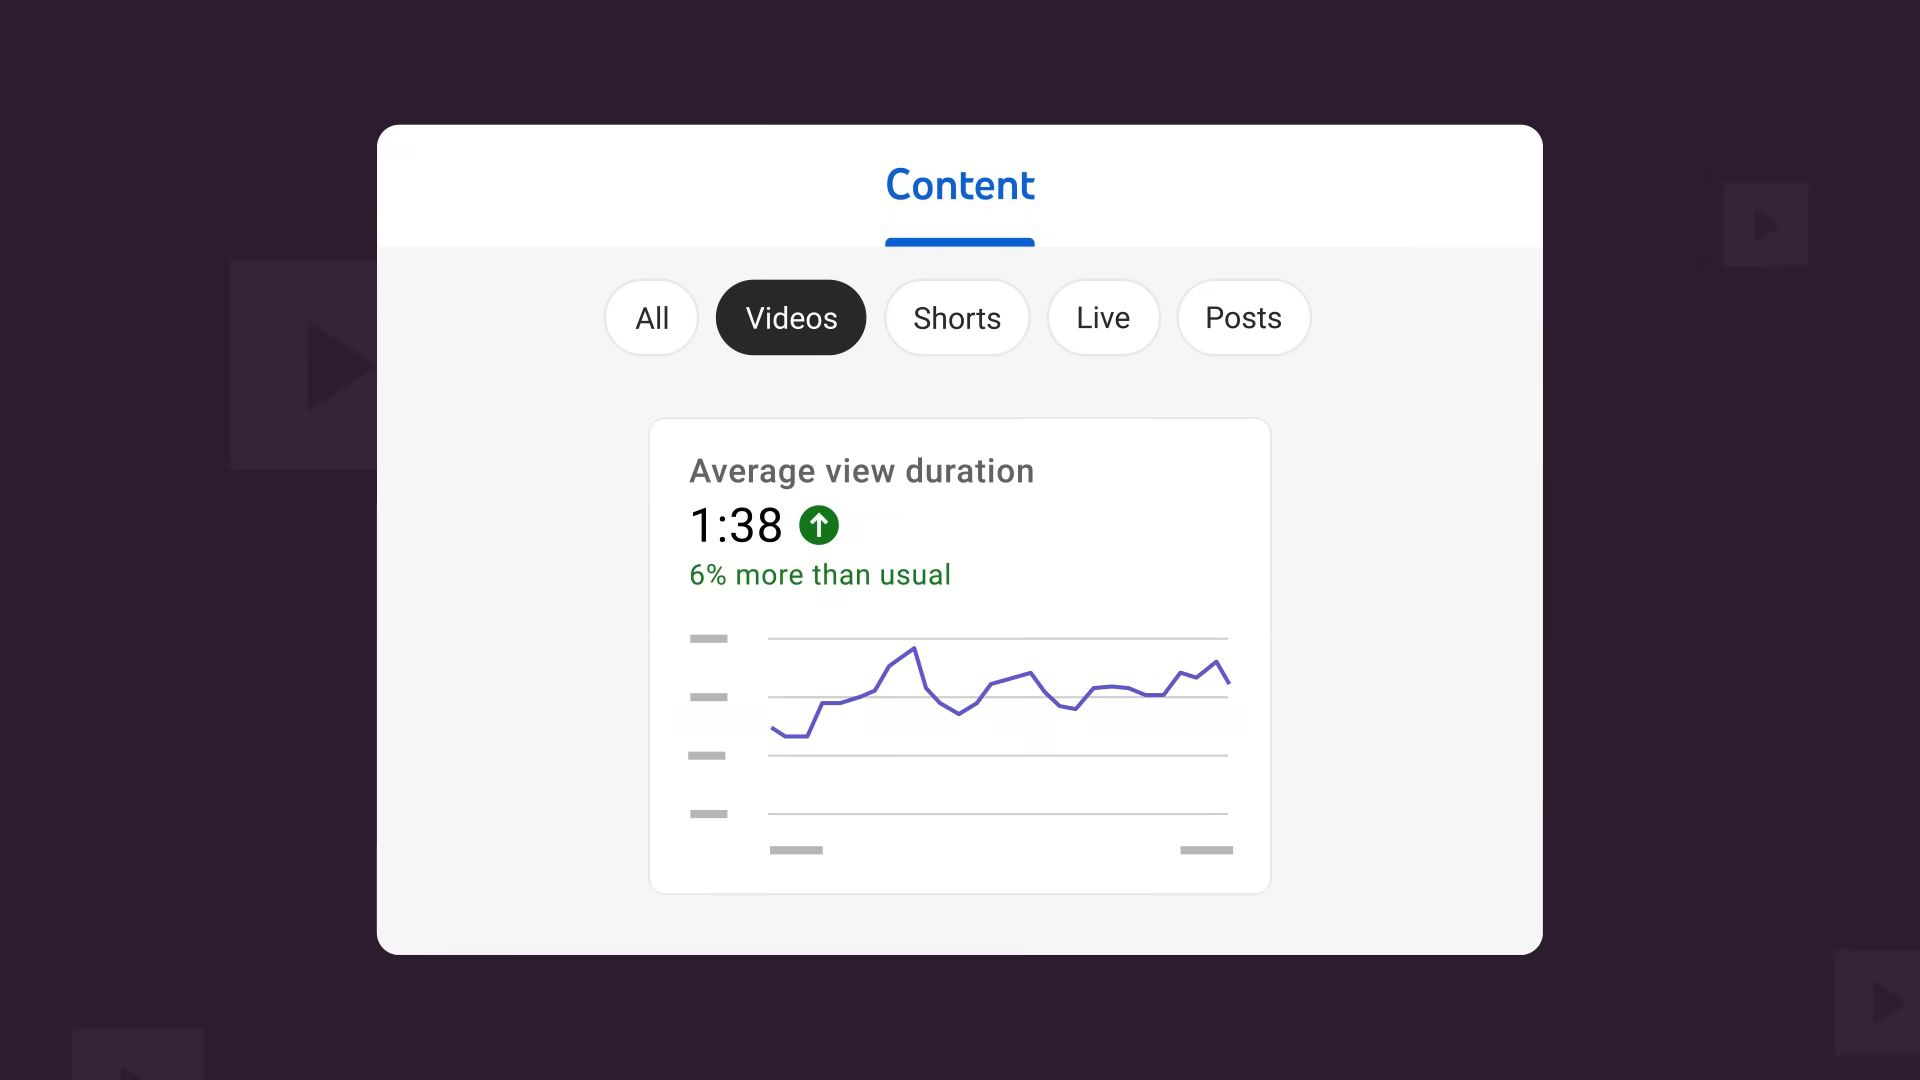 Content
All Videos Shorts Live Posts
Average view duration
1:38
6% more than usual